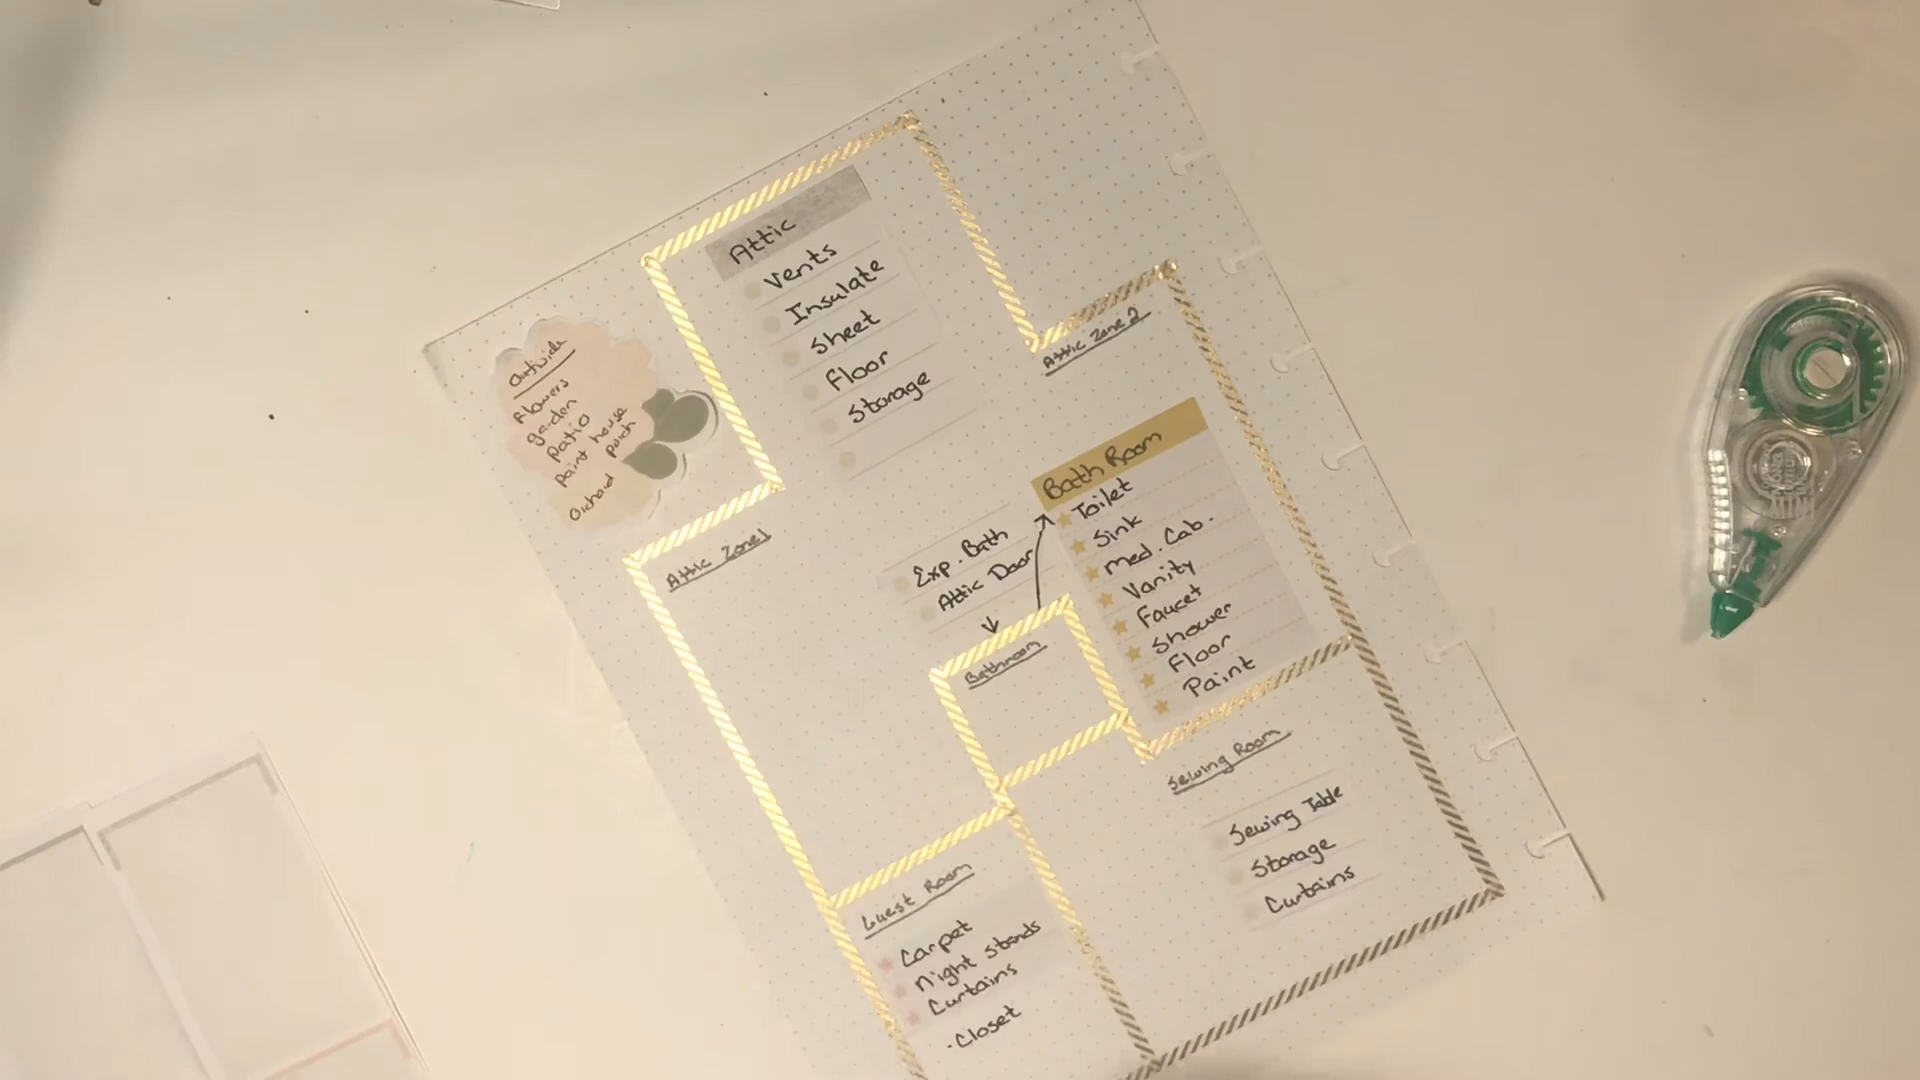 Outside
Flowers
garden
Patio
paint house
porch
Orchard
Attic
Vents
Insulate
Sheet
Floor
Storage
Attic Zone 2
Attic Zone 1
Exp. Bath
Attic Door
Bath Room
Toilet
Sink
med. Cab.
Vanity
Faucet
Shower
Floor
Paint
Bathroom
Sewing Room
Sewing Table
Storage
Curtains
Guest Room
Carpet
Night Stands
Curtains
·Closet
MINI